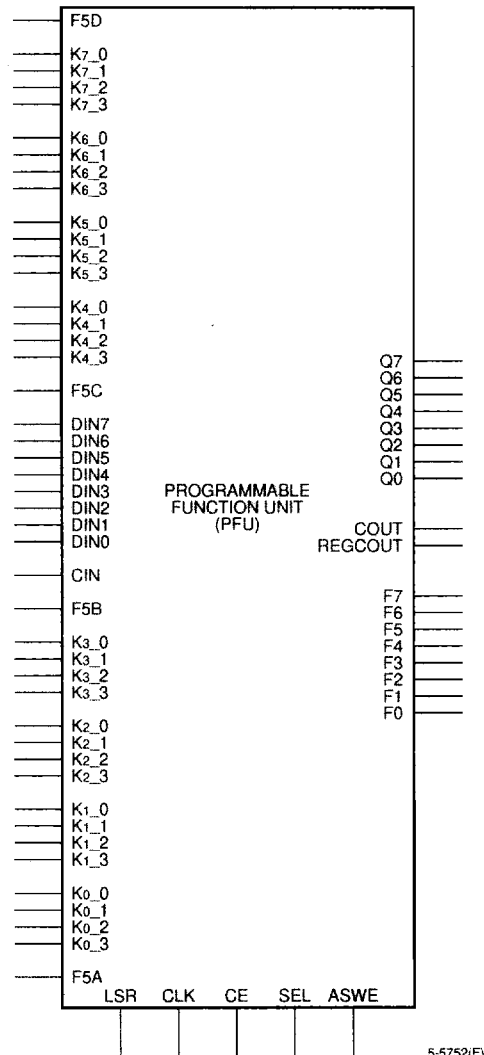 F5D
K7_0
K7_1
K7_2
K7_3
K6_0
K6_1
K6_2
K6_3
K5_0
K5_1
K5_2
K5_3
K4_0
K4_1
K4_2
K4_3
F5C
DIN7
DIN6
DIN5
DIN4
DIN3
DIN2
DIN1
DIN0
CIN
F5B
K3_0
K3_1
K3_2
K3_3
K2_0
K2_1
K2_2
K2_3
K1_0
K1_1
K1_2
K1_3
K0_0
K0_1
K0_2
K0_3
F5A
PROGRAMMABLE
FUNCTION UNIT
(PFU)
Q7
Q6
Q5
Q4
Q3
Q2
Q1
Q0
COUT
REGCOUT
F7
F6
F5
F4
F3
F2
F1
F0
LSR CLK CE SEL ASWE
5-5752(F)